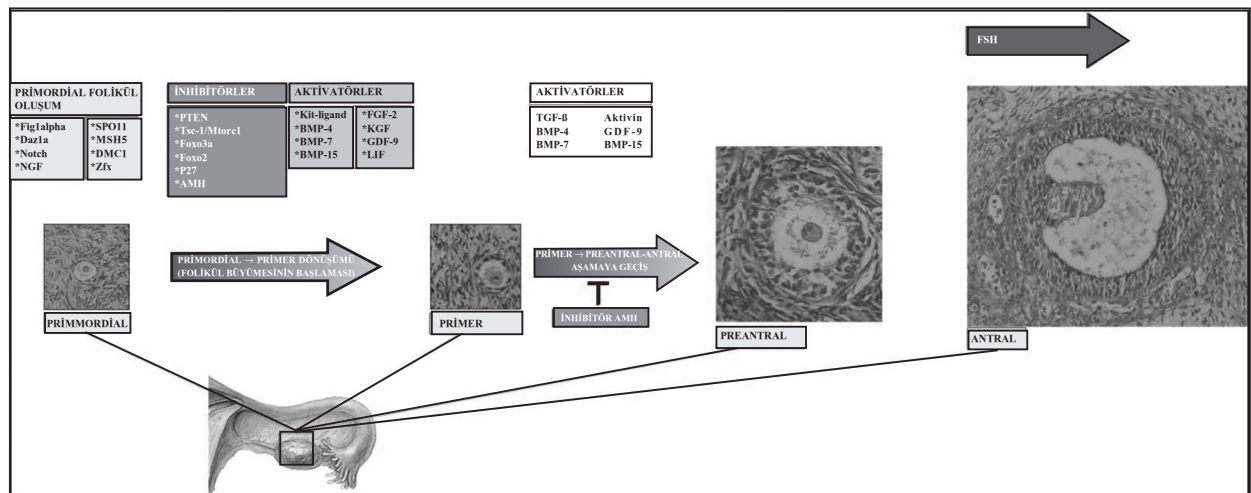 FSH
PRİMORDİAL FOLİKÜL
OLUŞUM
*Fig1alpha
*Daz1a
*Notch
*NGF
*SPO11
*MSH5
*DMC1
*Zfx
İNHİBİTÖRLER
*PTEN
*Tsc-1/Mtorc1
*Foxo3a
*Foxo2
*P27
*AMH
AKTİVATÖRLER
*Kit-ligand
*BMP-4
*BMP-7
*BMP-15
*FGF-2
*KGF
*GDF-9
*LIF
AKTİVATÖRLER
TGF-ß Aktivin
BMP-4 GDF-9
BMP-7 BMP-15
PRİMORDİAL → PRİMER DÖNÜŞÜMÜ
(FOLİKÜL BÜYÜMESİNİN BAŞLAMASI)
PRİMER → PREANTRAL-ANTRAL
AŞAMAYA GEÇİŞ
İNHİBİTÖR AMH
PRİMMORDİAL
PRİMER
PREANTRAL
ANTRAL